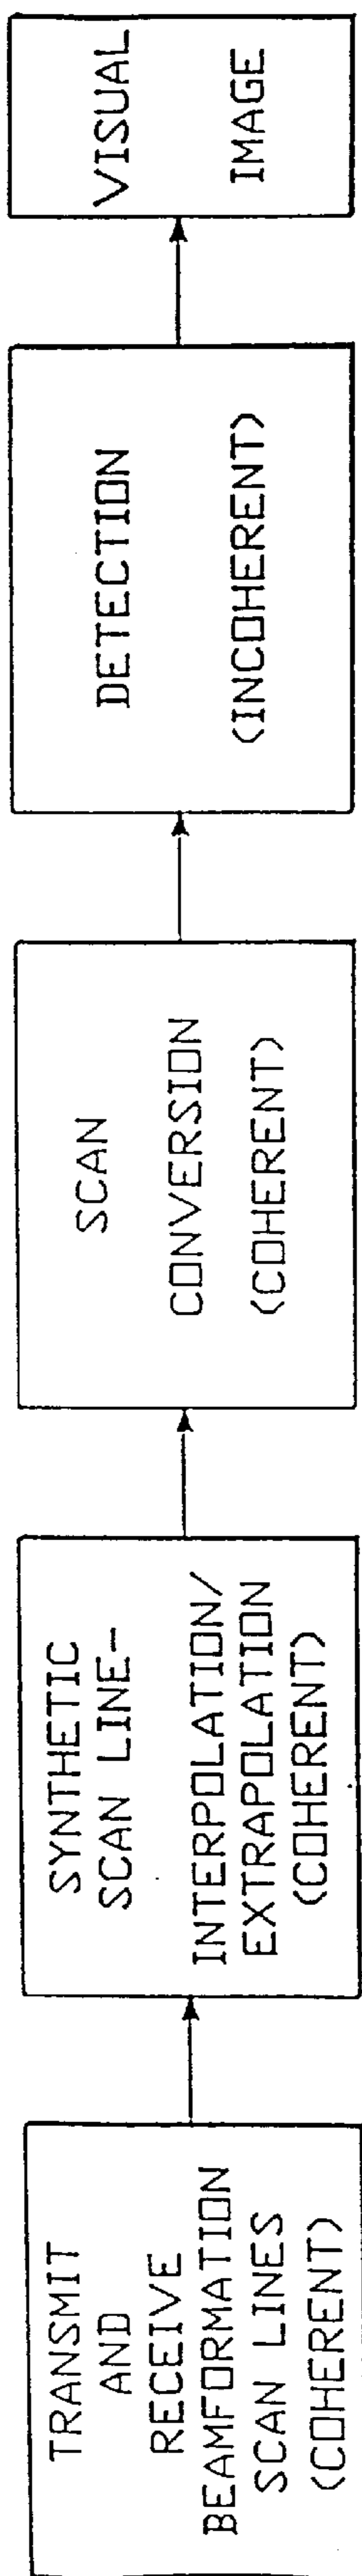 TRANSMIT
AND
RECEIVE
BEAMFORMATION
SCAN LINES
(COHERENT)
SYNTHETIC
SCAN LINE-
INTERPOLATION/
EXTRAPOLATION
(COHERENT)
SCAN
CONVERSION
(COHERENT)
DETECTION
(INCOHERENT)
VISUAL
IMAGE